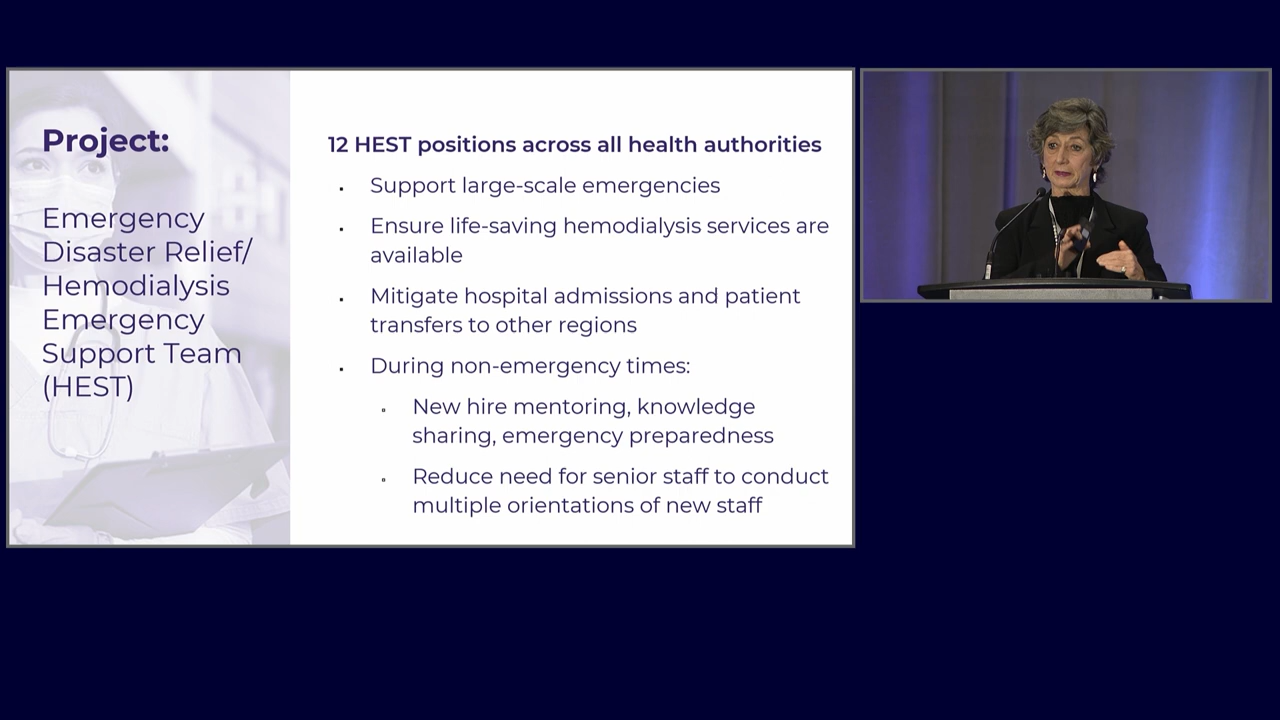 Project:
Emergency
Disaster Relief/
Hemodialysis
Emergency
Support Team
(HEST)
12 HEST positions across all health authorities
Support large-scale emergencies
Ensure life-saving hemodialysis services are
available
Mitigate hospital admissions and patient
transfers to other regions
During non-emergency times:
New hire mentoring, knowledge
sharing, emergency preparedness
Reduce need for senior staff to conduct
multiple orientations of new staff